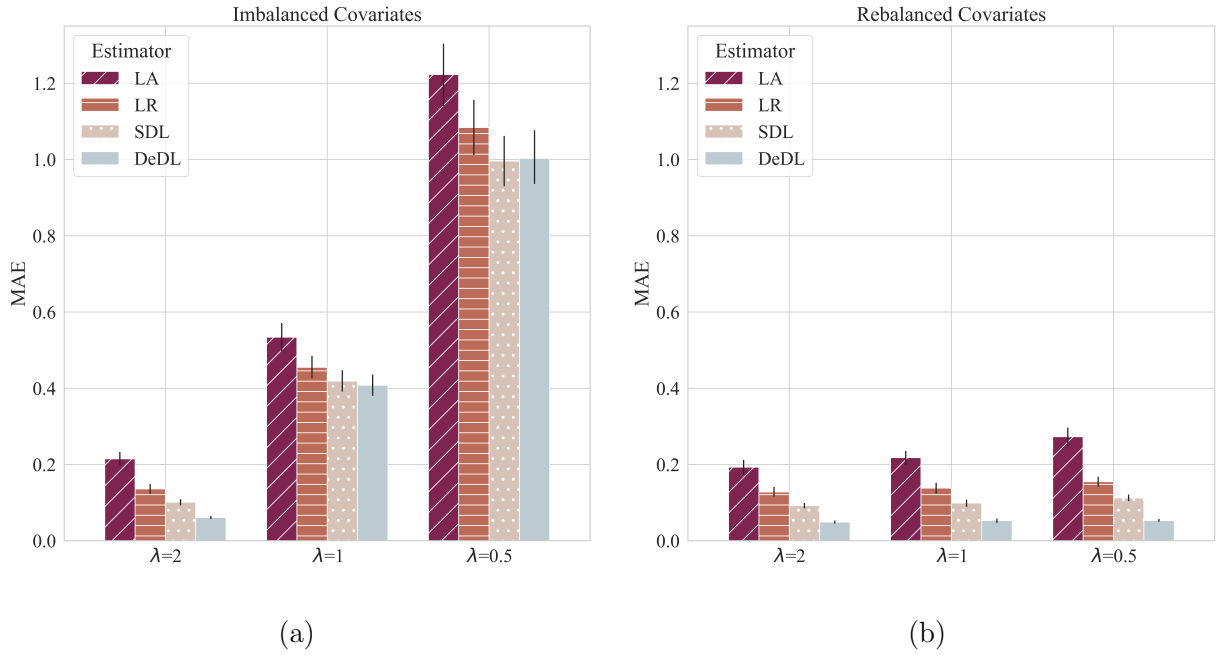 Imbalanced Covariates
Estimator
LA
LR
SDL
DeDL
MAE
1.2
1.0
0.8
0.6
0.4
0.2
0.0
λ=2
λ=1
λ=0.5
(a)
Rebalanced Covariates
Estimator
LA
LR
SDL
DeDL
MAE
1.2
1.0
0.8
0.6
0.4
0.2
0.0
λ=2
λ=1
λ=0.5
(b)